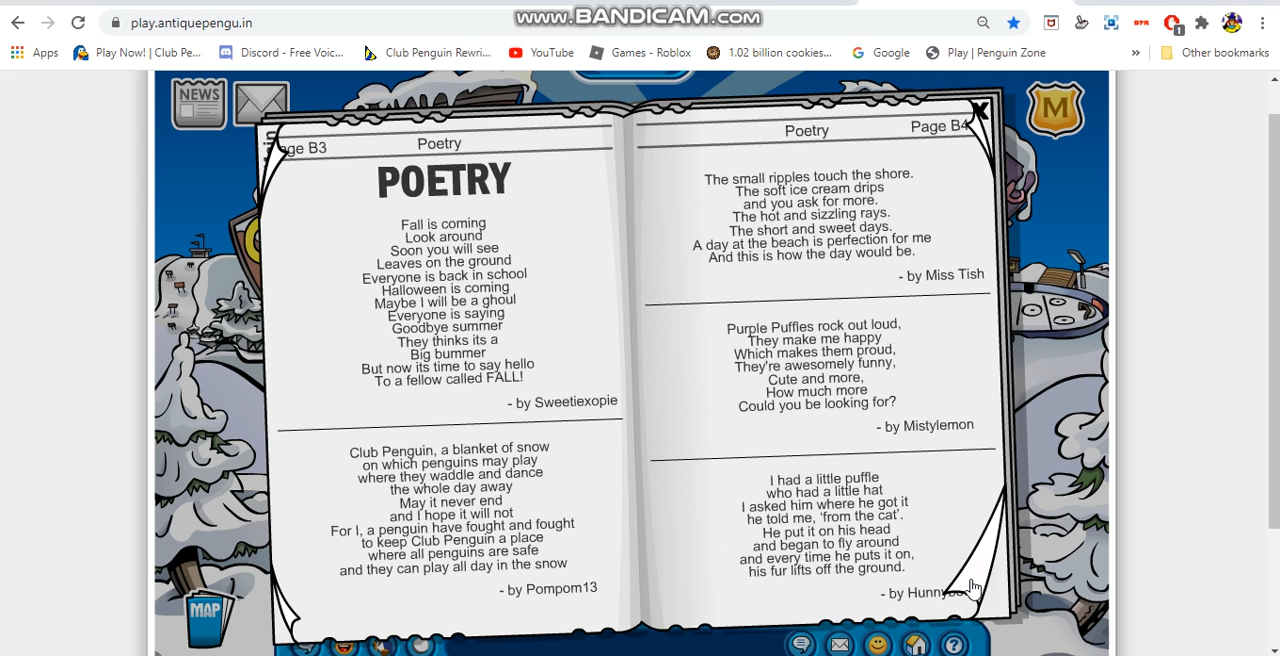 play.antiquepengu.in
www.BANDICAM.com
1
Apps
Play Now! | Club Pe...
Discord - Free Voic...
Club Penguin Rewri...
YouTube
Games - Roblox
1.02 billion cookies...
Google
Play | Penguin Zone
»
Other bookmarks
NEWS
M
Page B3
Poetry
POETRY
Fall is coming
Look around
Soon you will see
Leaves on the ground
Everyone is back in school
Halloween is coming
Maybe I will be a ghoul
Everyone is saying
Goodbye summer
They thinks its a
Big bummer
But now its time to say hello
To a fellow called FALL!
- by Sweetiexopie
Club Penguin, a blanket of snow
on which penguins may play
where they waddle and dance
the whole day away
May it never end
and I hope it will not
For I, a penguin have fought and fought
to keep Club Penguin a place
where all penguins are safe
and they can play all day in the snow
- by Pompom13
Poetry
Page B4
X
The small ripples touch the shore.
The soft ice cream drips
and you ask for more.
The hot and sizzling rays.
The short and sweet days.
A day at the beach is perfection for me
And this is how the day would be.
- by Miss Tish
Purple Puffles rock out loud,
They make me happy
Which makes them proud,
They're awesomely funny,
Cute and more,
How much more
Could you be looking for?
- by Mistylemon
I had a little puffle
who had a little hat
I asked him where he got it
he told me, ‘from the cat’.
He put it on his head
and began to fly around
and every time he puts it on,
his fur lifts off the ground.
- by
MAP
?